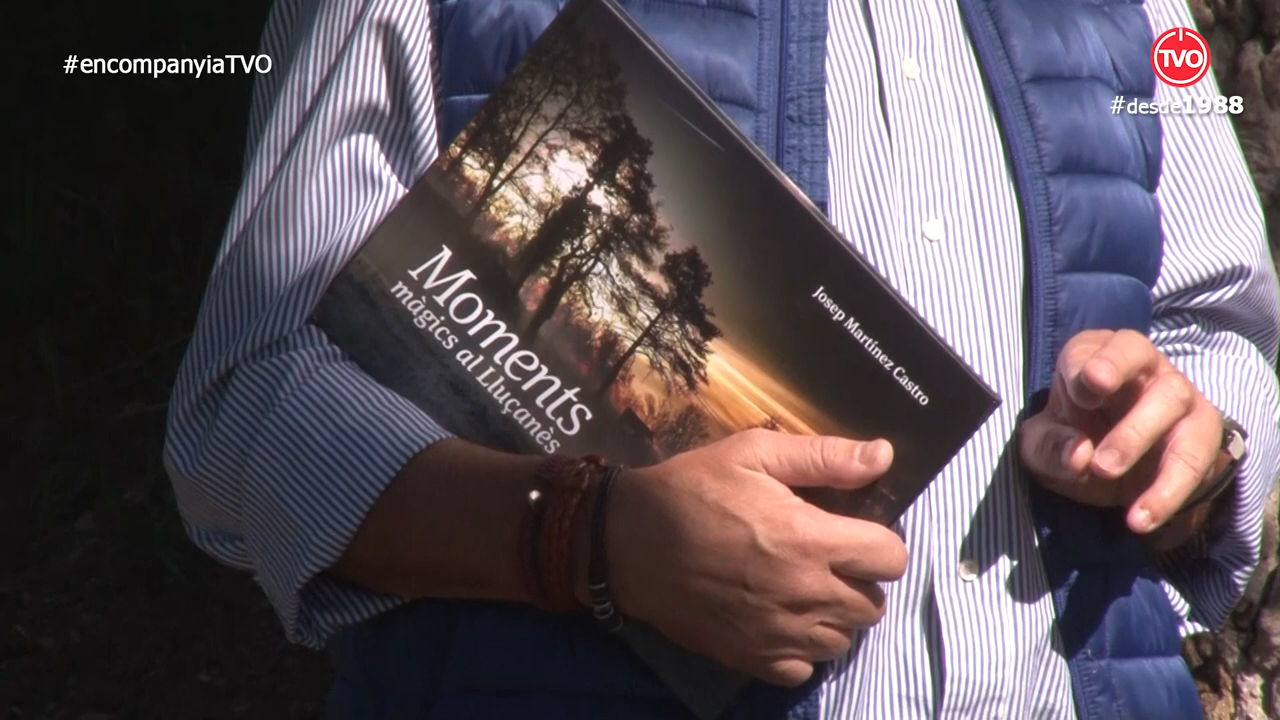 #encompanyiaTVO
TVO
#desde1988
Moments
màgics al Lluçanès
Josep Martínez Castro